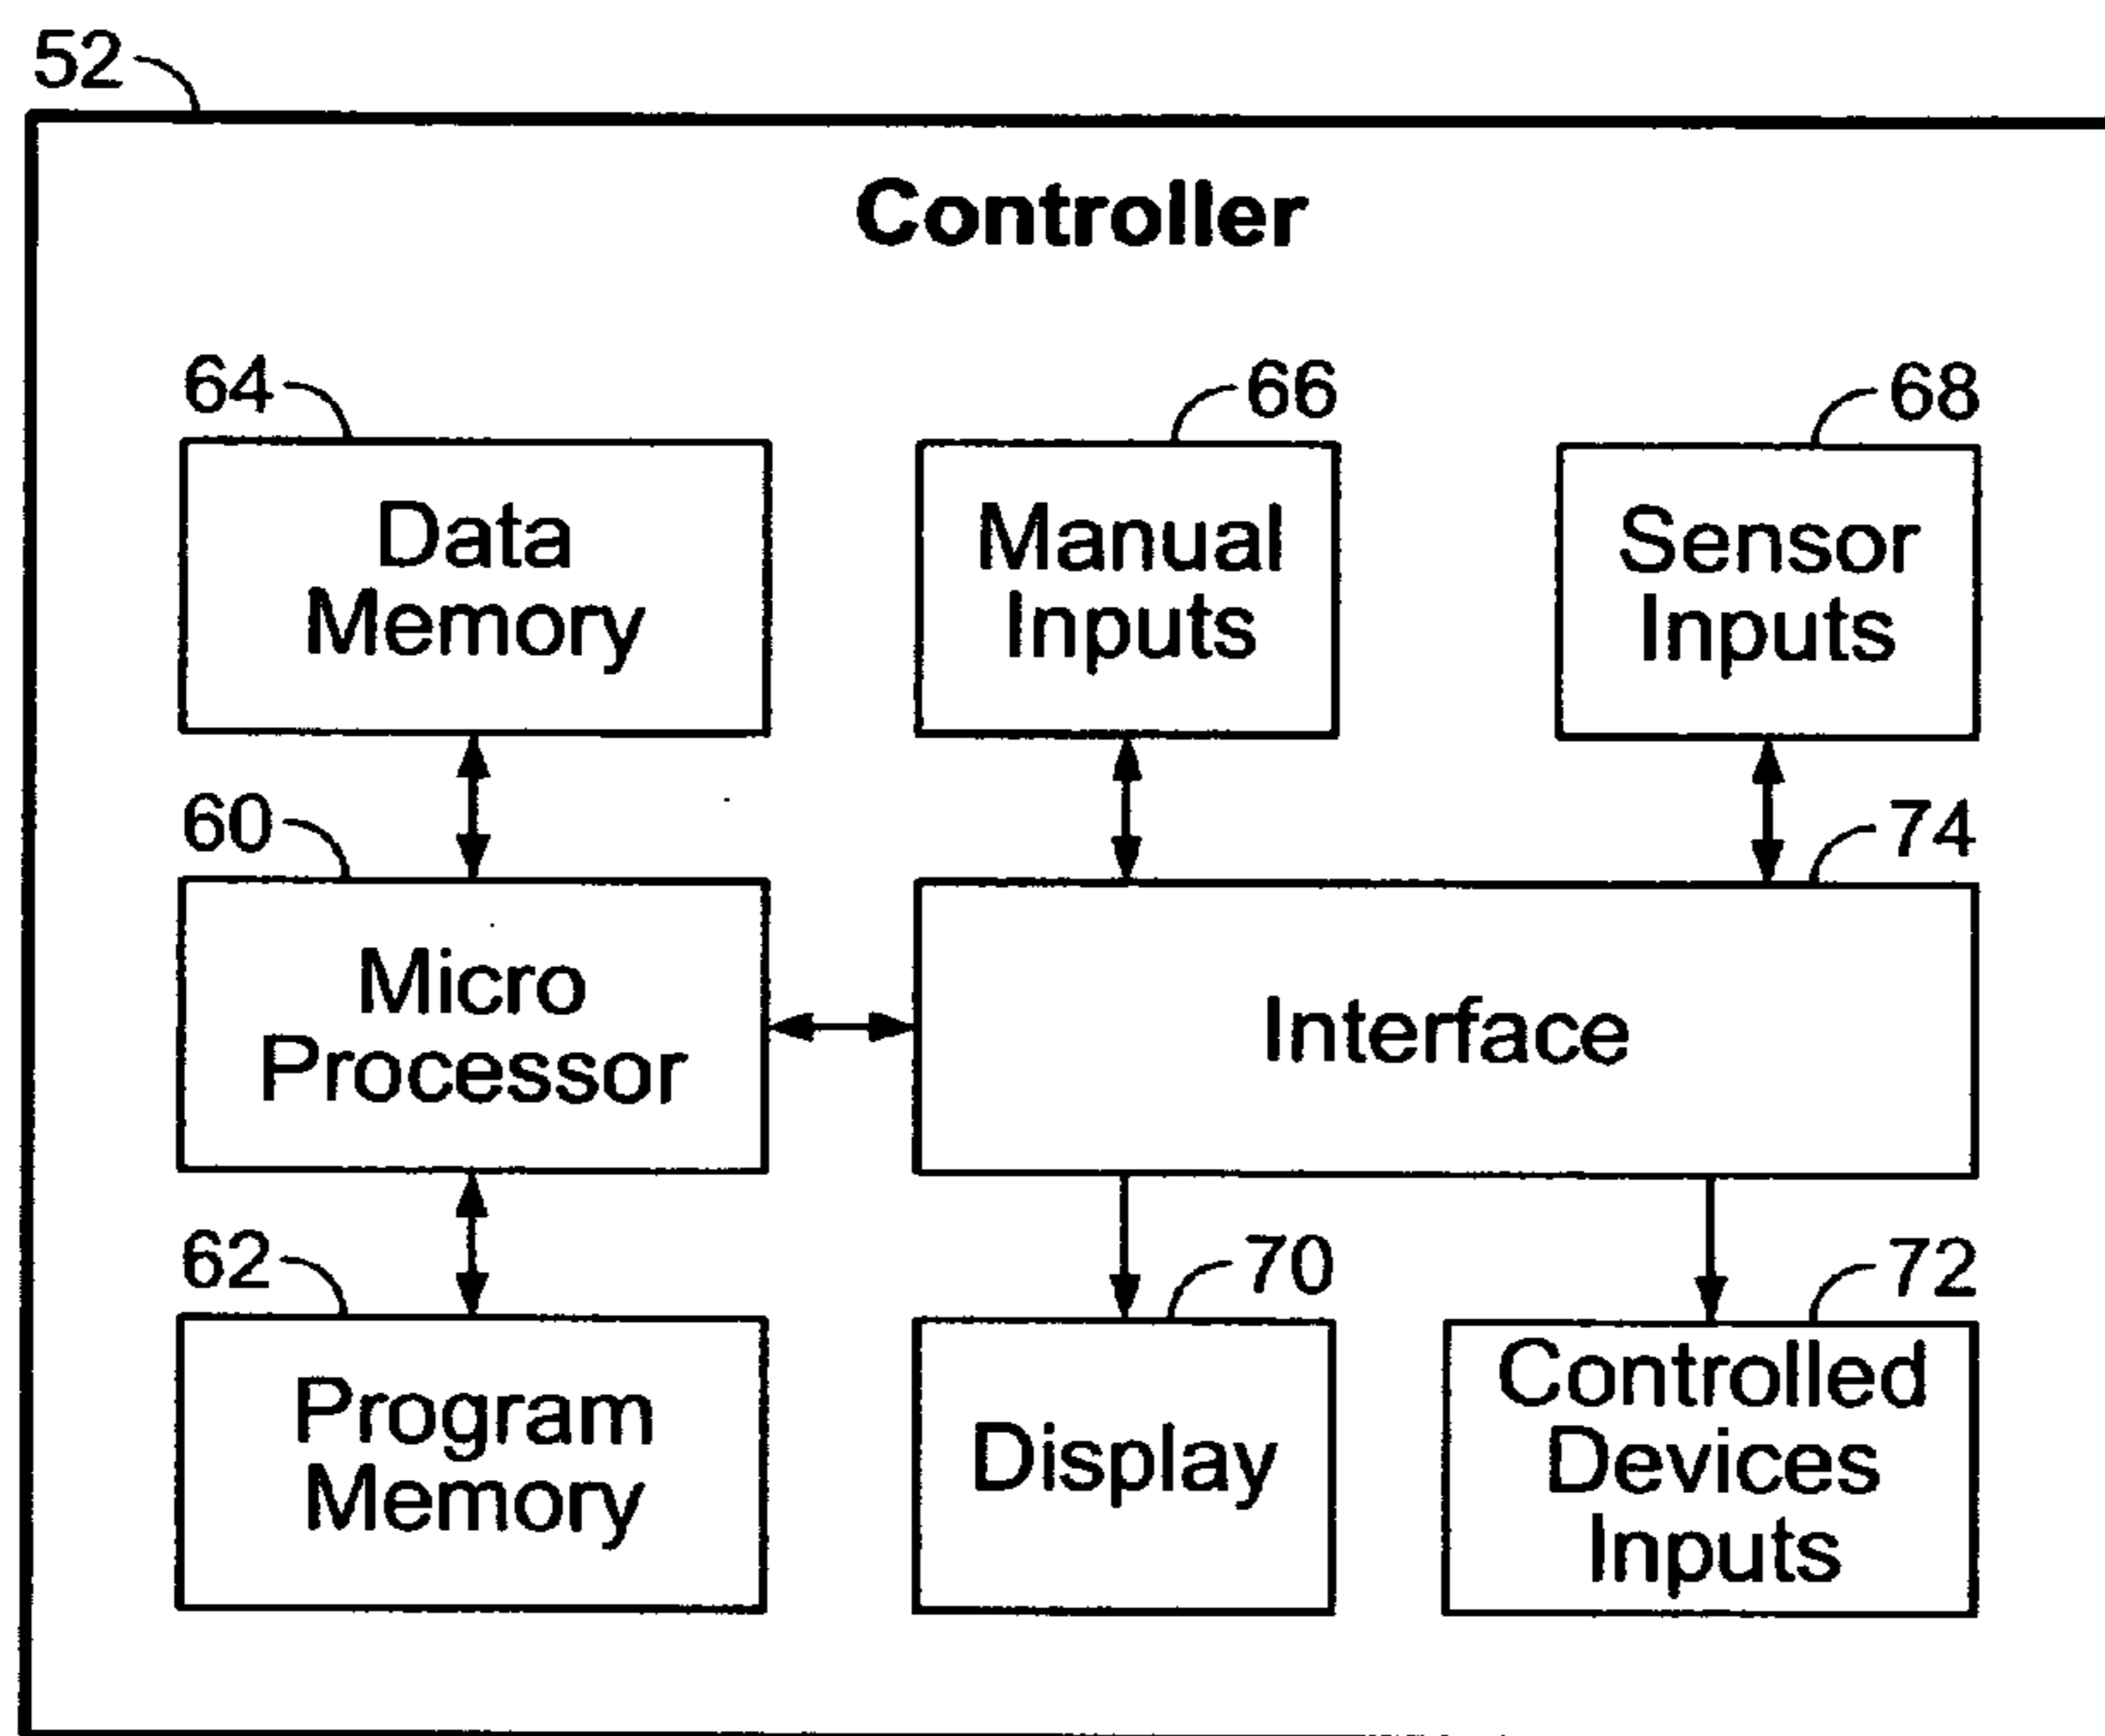 52
Controller
64
66
68
Data
Memory
Manual
Inputs
Sensor
Inputs
60
74
Micro
Processor
Interface
62
70
72
Program
Memory
Display
Controlled
Devices
Inputs